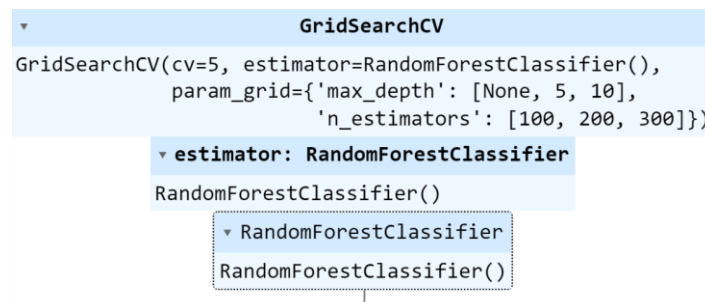 GridSearchCV
GridSearchCV(cv=5, estimator=RandomForestClassifier(),
param_grid={'max_depth': [None, 5, 10],
'n_estimators': [100, 200, 300]})
estimator: RandomForestClassifier
RandomForestClassifier()
RandomForestClassifier
RandomForestClassifier()